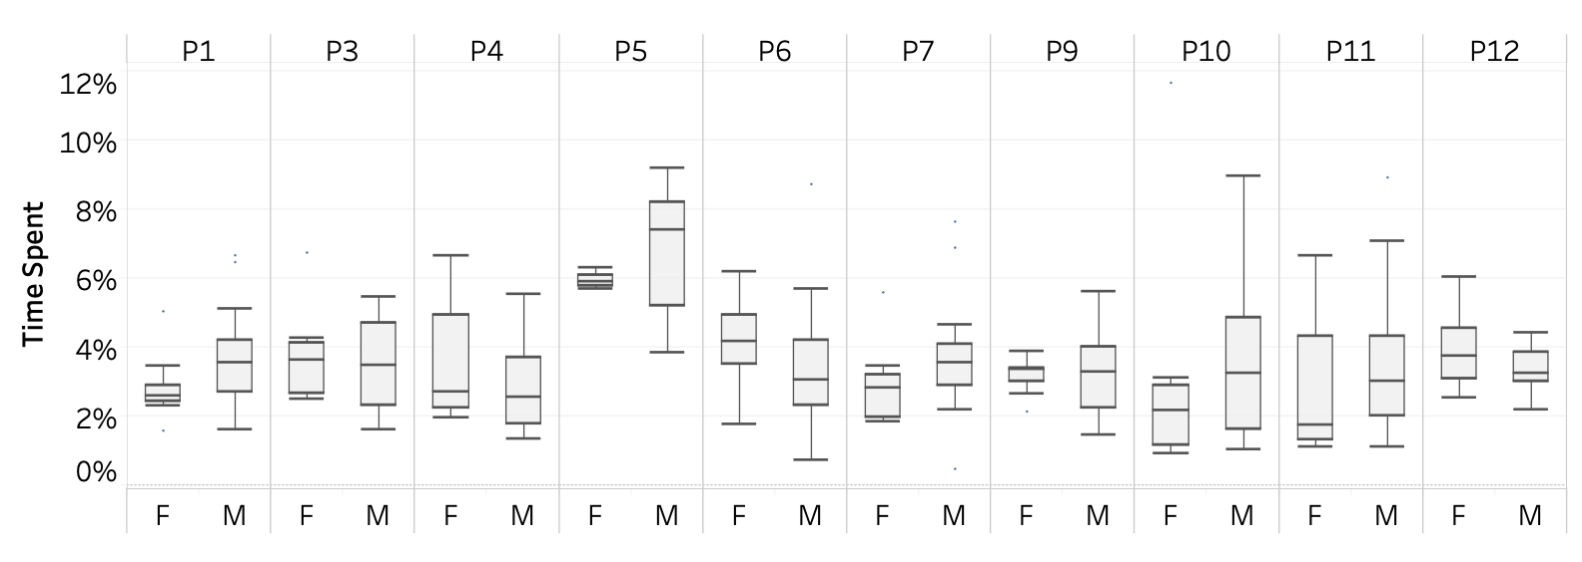 P1 P3 P4 P5 P6 P7 P9 P10 P11 P12
12%
10%
8%
6%
4%
2%
0%
Time Spent
F M F M F M F M F M F M F M F M F M F M